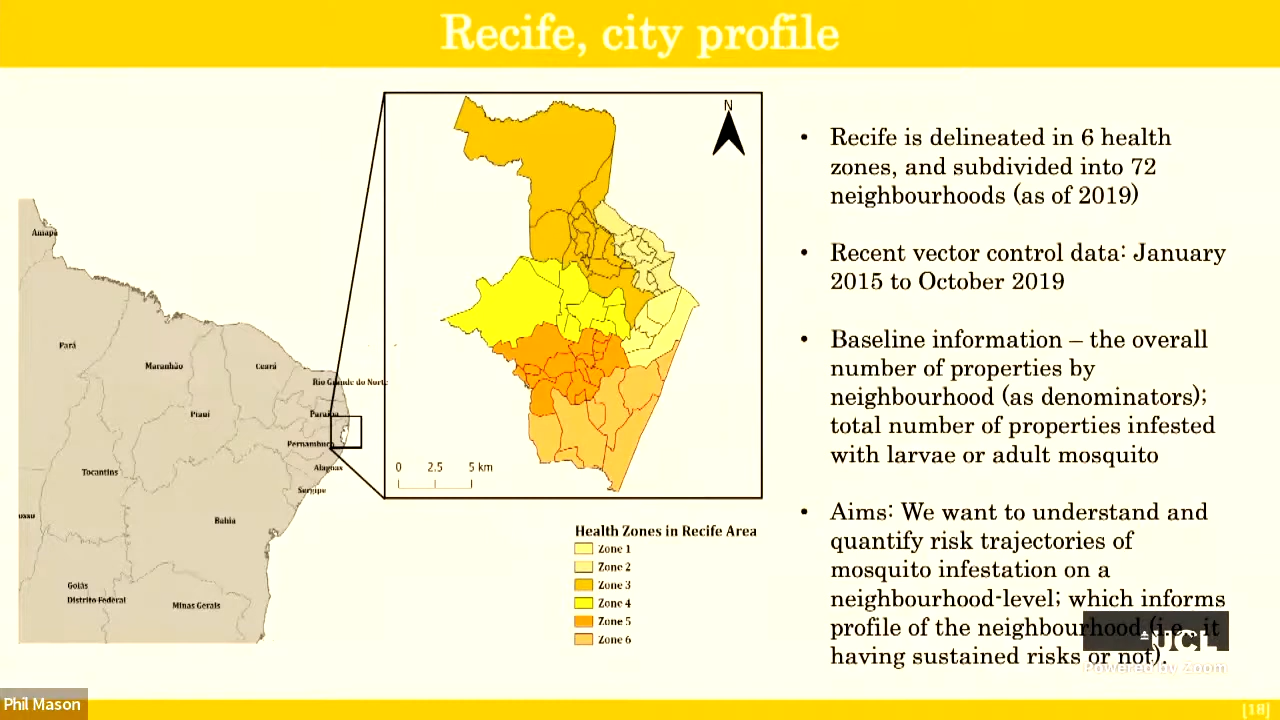 Recife, city profile
N
Amapá
Pará
Maranhão
Ceará
Rio Grande do Norte
Piauí
Paraíba
Pernambuco
Alagoas
Sergipe
Tocantins
Bahia
Goiás
Distrito Federal
Minas Gerais
0 2.5 5 km
Health Zones in Recife Area
Zone 1
Zone 2
Zone 3
Zone 4
Zone 5
Zone 6
• Recife is delineated in 6 health
zones, and subdivided into 72
neighbourhoods (as of 2019)
• Recent vector control data: January
2015 to October 2019
• Baseline information – the overall
number of properties by
neighbourhood (as denominators);
total number of properties infested
with larvae or adult mosquito
• Aims: We want to understand and
quantify risk trajectories of
mosquito infestation on a
neighbourhood-level; which informs
profile of the neighbourhood (i.e., it
having sustained risks or not).
UCL
Powered by Zoom
Phil Mason
[18]